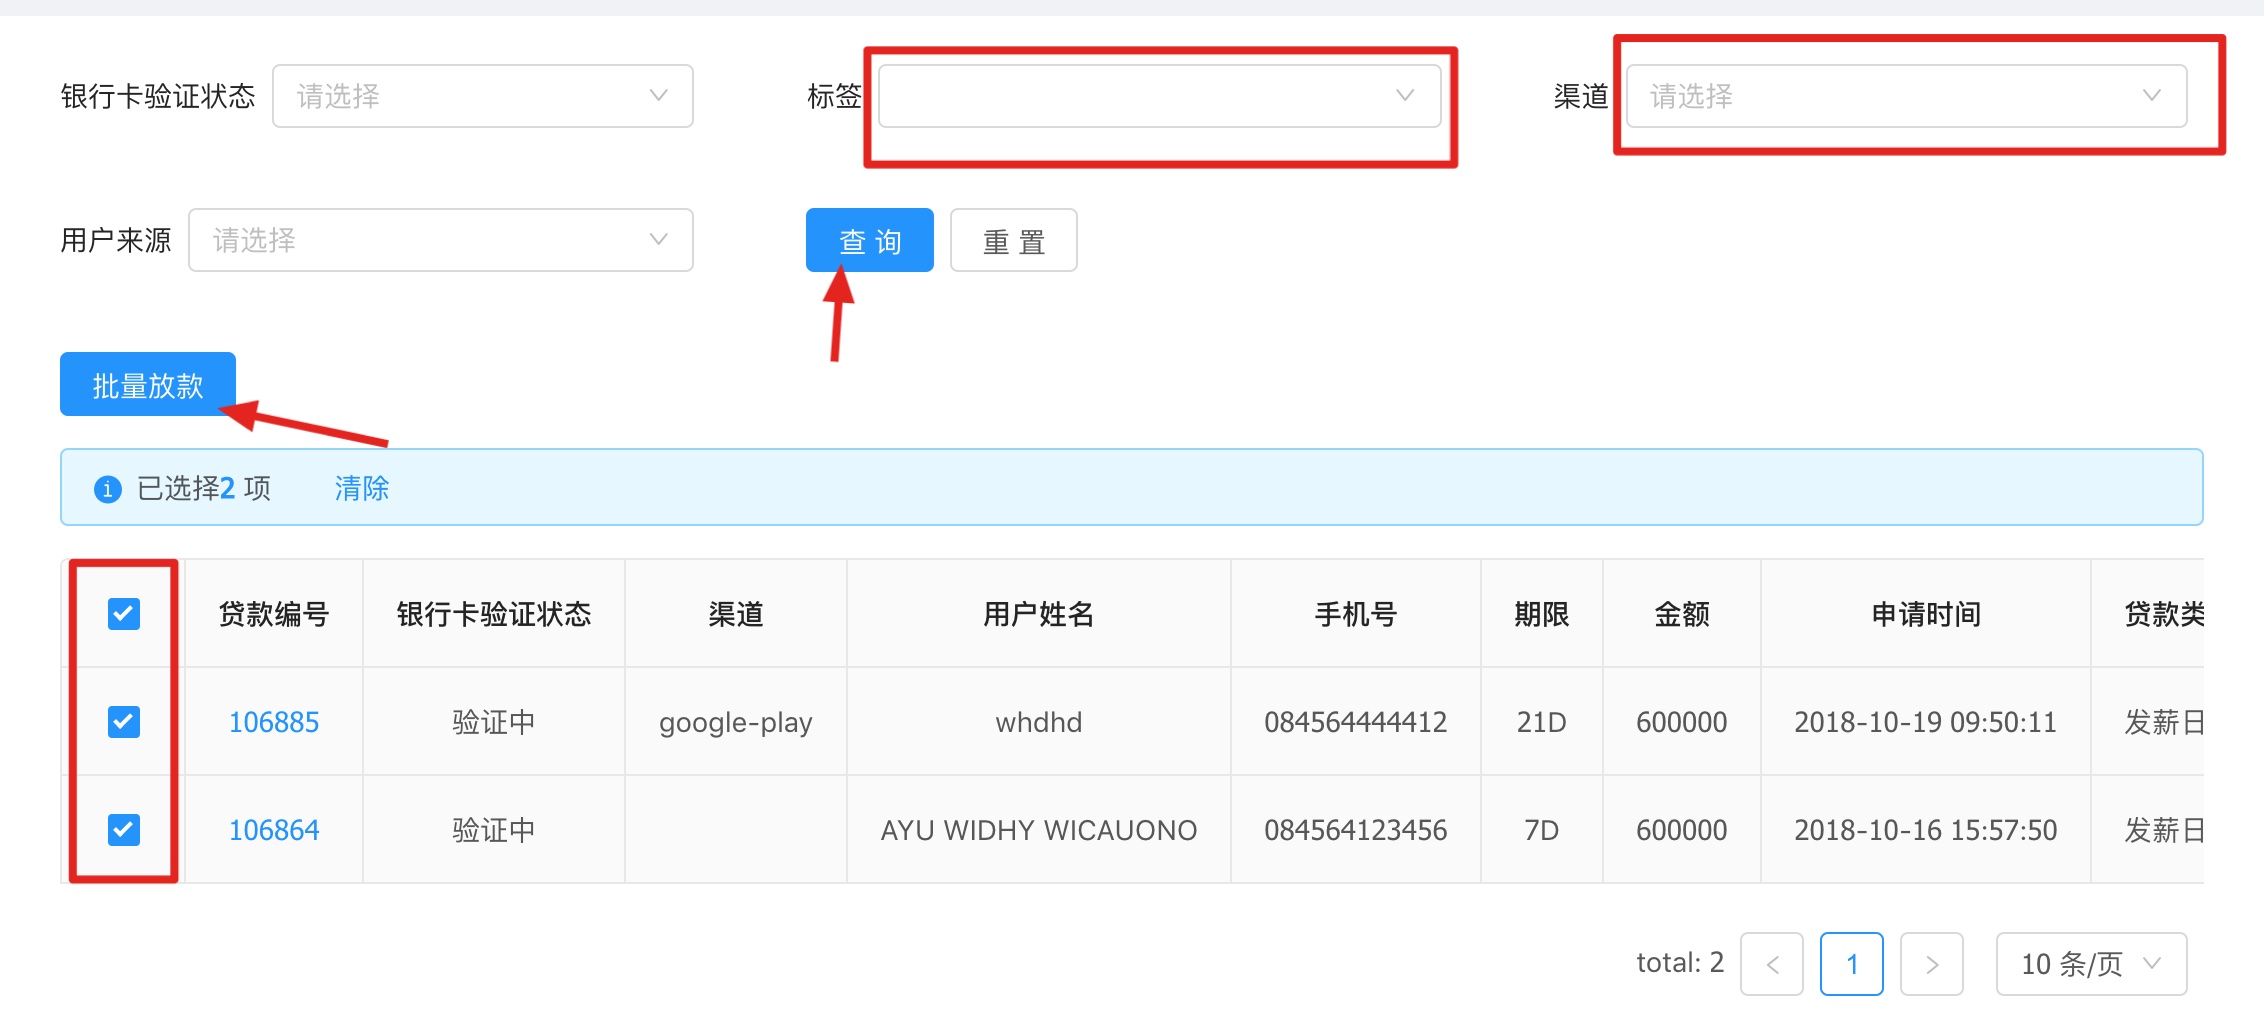 银行卡验证状态 请选择 标签 渠道 请选择
用户来源 请选择 查 询 重 置
批量放款
已选择2 项 清除
贷款编号 银行卡验证状态 渠道 用户姓名 手机号 期限 金额 申请时间 贷款类
106885 验证中 google-play whdhd 084564444412 21D 600000 2018-10-19 09:50:11 发薪日
106864 验证中 AYU WIDHY WICAUONO 084564123456 7D 600000 2018-10-16 15:57:50 发薪日
total: 2 < 1 > 10 条/页